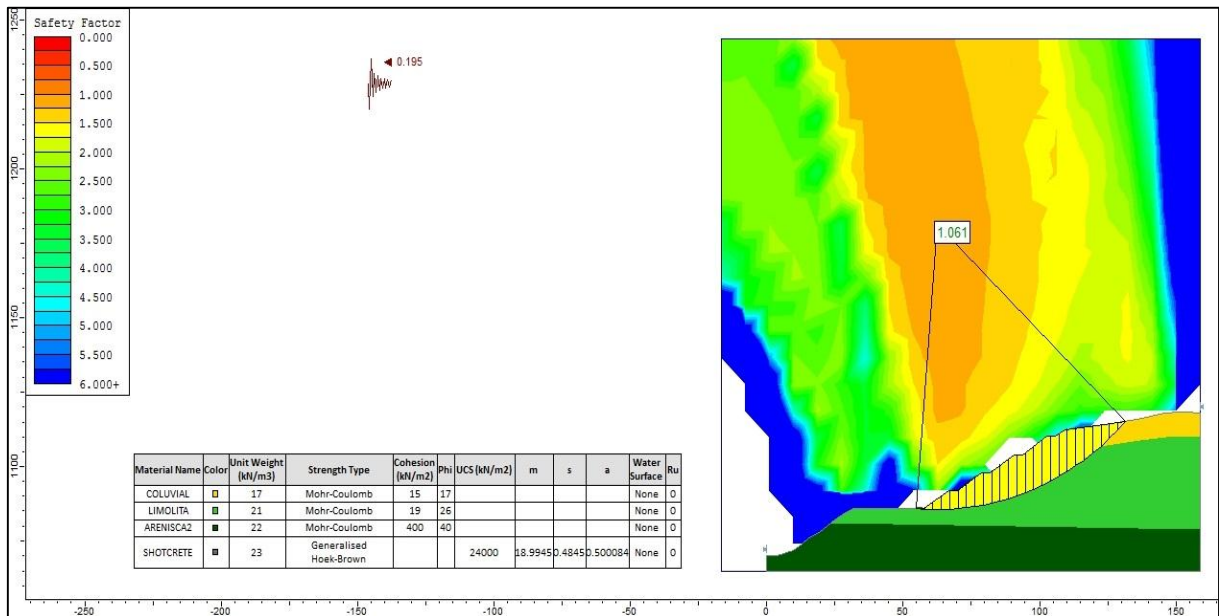 Safety Factor
0.000
0.500
1.000
1.500
2.000
2.500
3.000
3.500
4.000
4.500
5.000
5.500
6.000+
0.195
1.061
Material Name Color Unit Weight (kN/m3) Strength Type Cohesion (kN/m2) Phi UCS (kN/m2) m s a Water Surface Ru
COLUVIAL 17 Mohr-Coulomb 15 17 None 0
LIMOLITA 21 Mohr-Coulomb 19 26 None 0
ARENISCA2 22 Mohr-Coulomb 400 40 None 0
SHOTCRETE 23 Generalised Hoek-Brown 24000 18.9945 0.4845 0.500084 None 0
1250
1200
1150
1100
-250 -200 -150 -100 -50 0 50 100 150